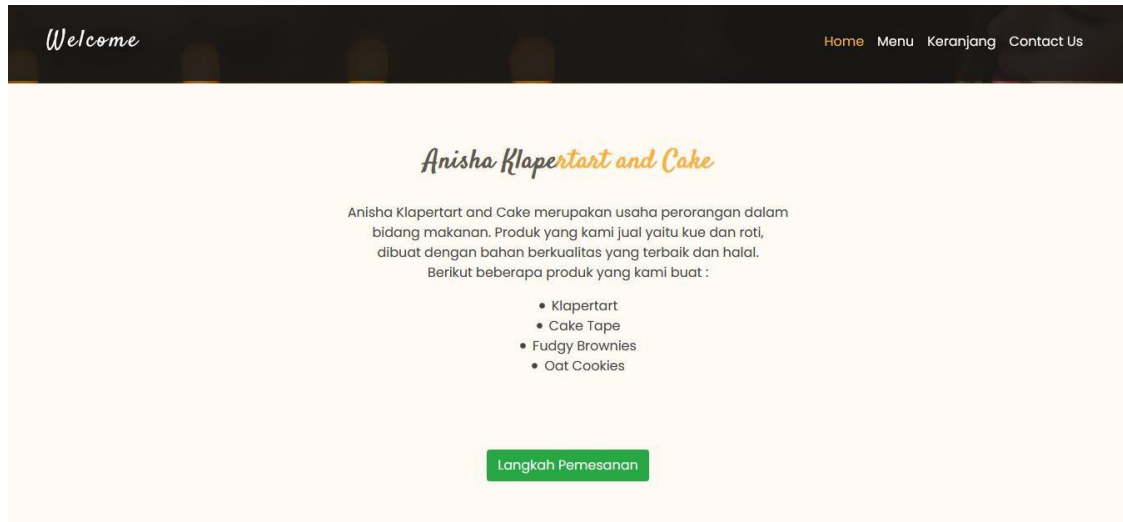 Welcome
Home Menu Keranjang Contact Us
Anisha Klapertart and Cake
Anisha Klapertart and Cake merupakan usaha perorangan dalam
bidang makanan. Produk yang kami jual yaitu kue dan roti,
dibuat dengan bahan berkualitas yang terbaik dan halal.
Berikut beberapa produk yang kami buat :
• Klapertart
• Cake Tape
• Fudgy Brownies
• Oat Cookies
Langkah Pemesanan